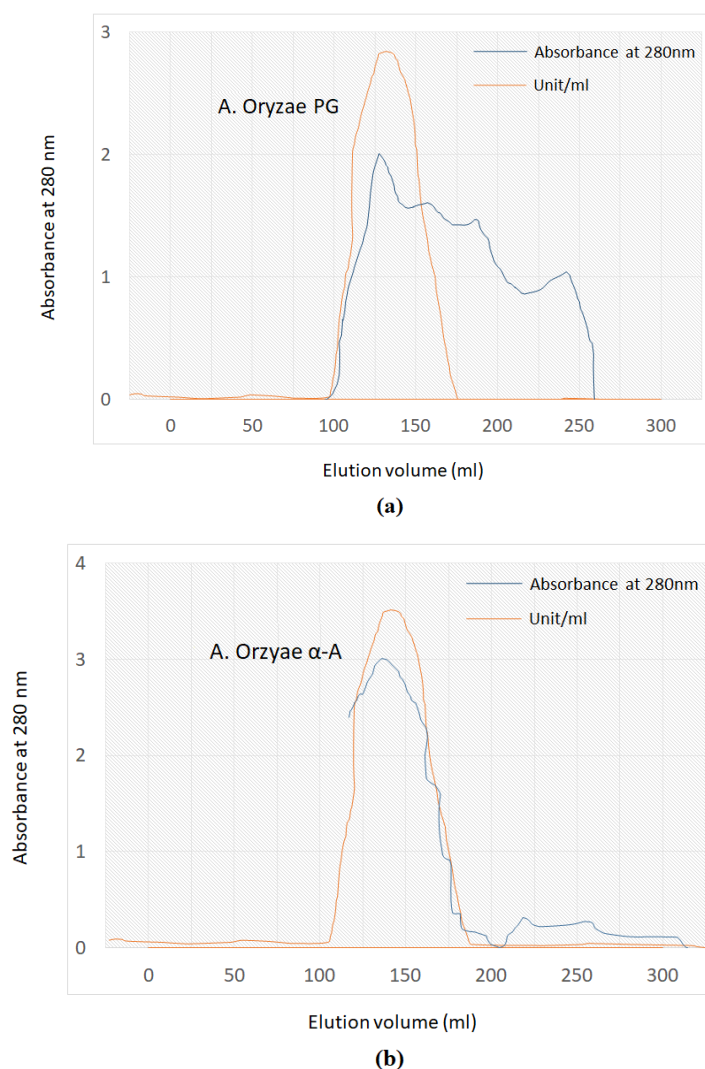 3
Absorbance at 280nm
Unit/ml
A. Oryzae PG
2
1
0
Absorbance at 280 nm
0 50 100 150 200 250 300
Elution volume (ml)
(a)
4
Absorbance at 280nm
Unit/ml
A. Orzyae α-A
3
2
1
0
Absorbance at 280 nm
0 50 100 150 200 250 300
Elution volume (ml)
(b)